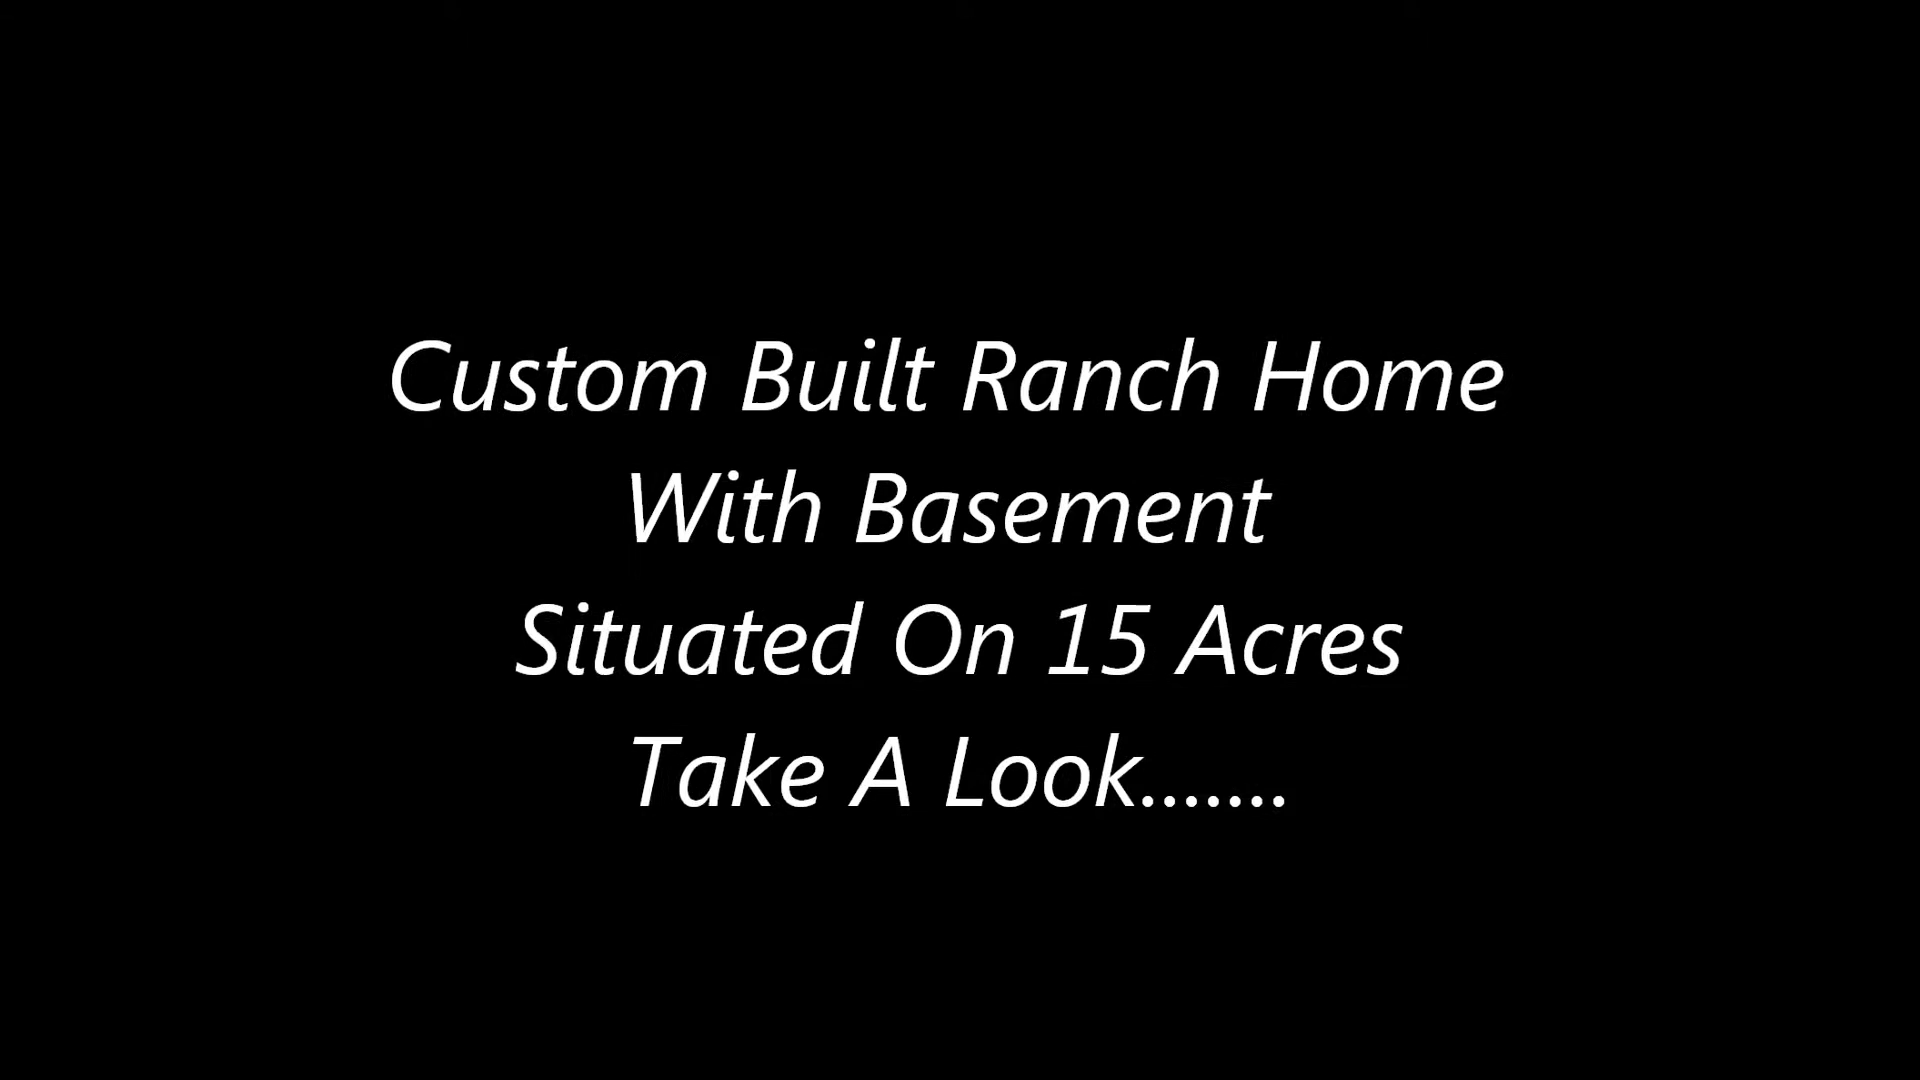 Custom Built Ranch Home
With Basement
Situated On 15 Acres
Take A Look.......